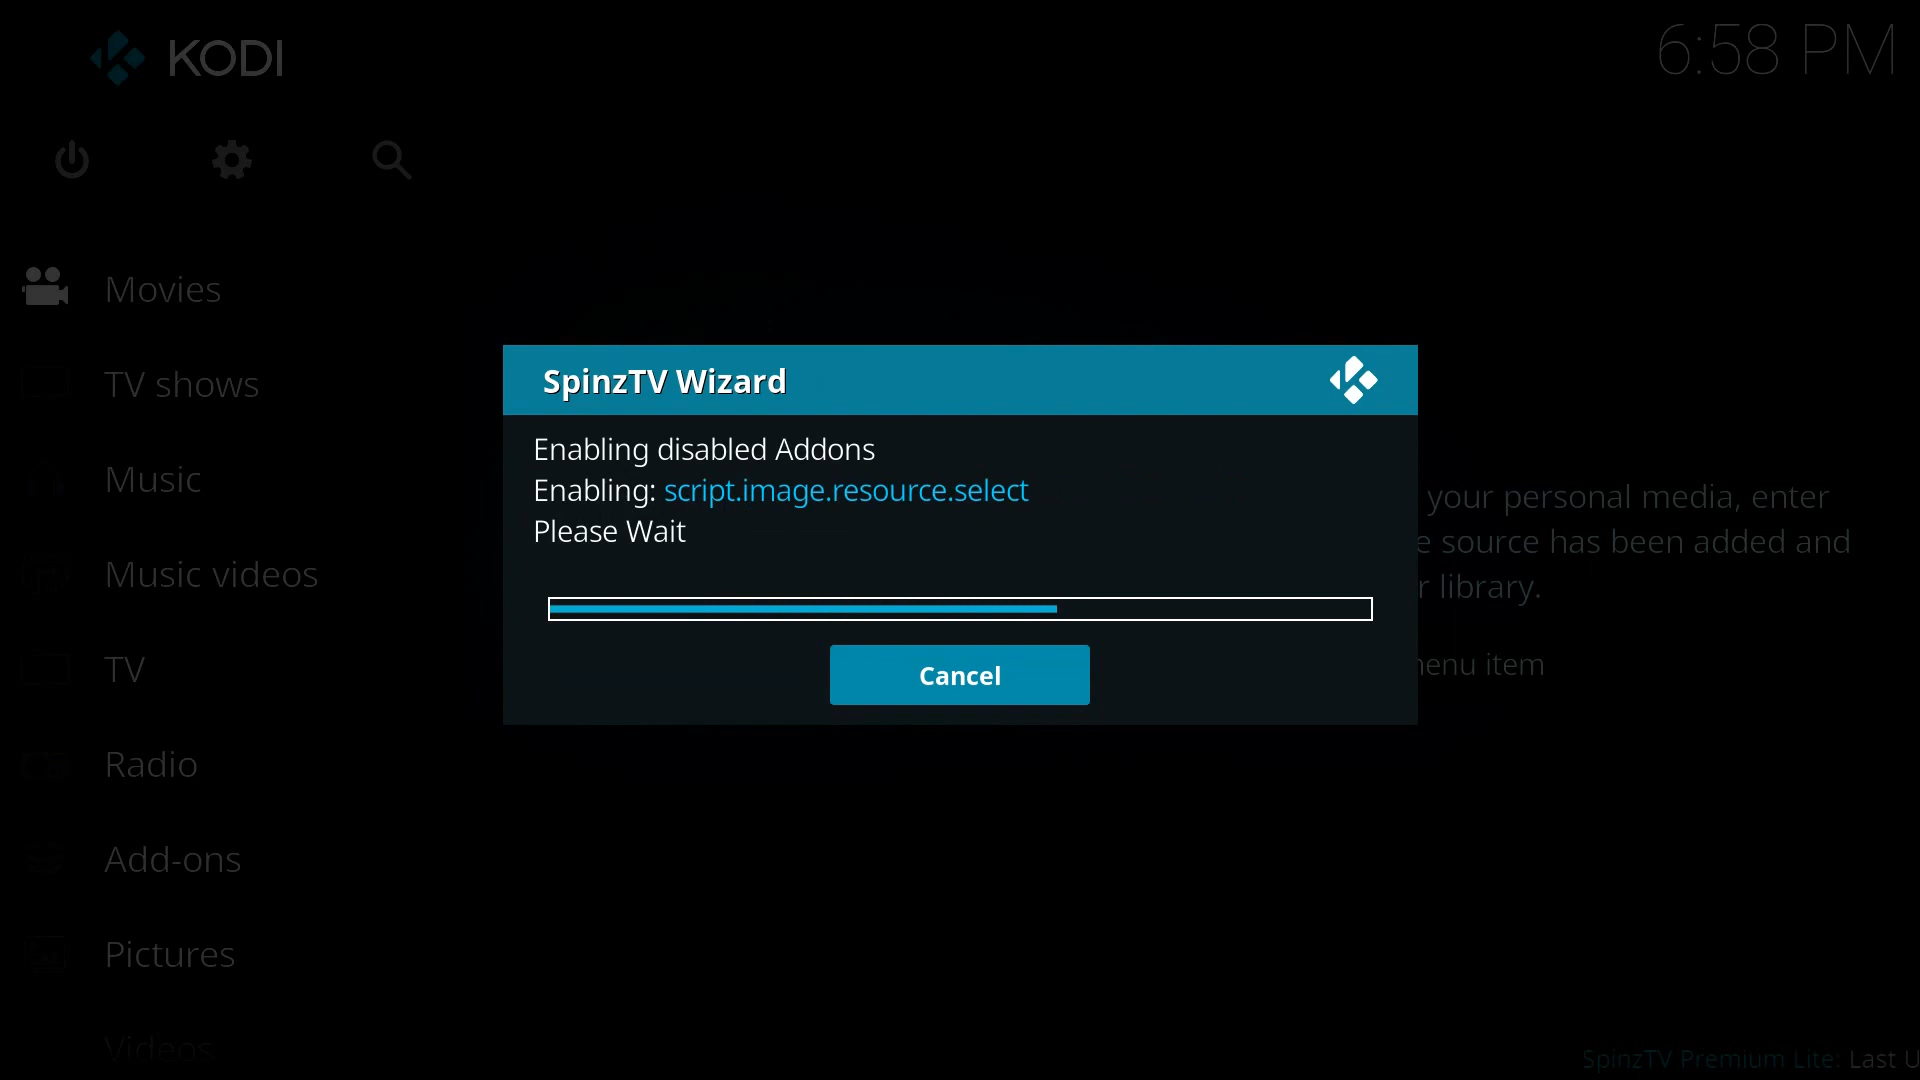 KODI
6:58 PM
Movies
TV shows
Music
Music videos
TV
Radio
Add-ons
Pictures
Videos
SpinzTV Wizard
Enabling disabled Addons
Enabling: script.image.resource.select
Please Wait
Cancel
your personal media, enter
e source has been added and
r library.
menu item
SpinzTV Premium Lite: Last U